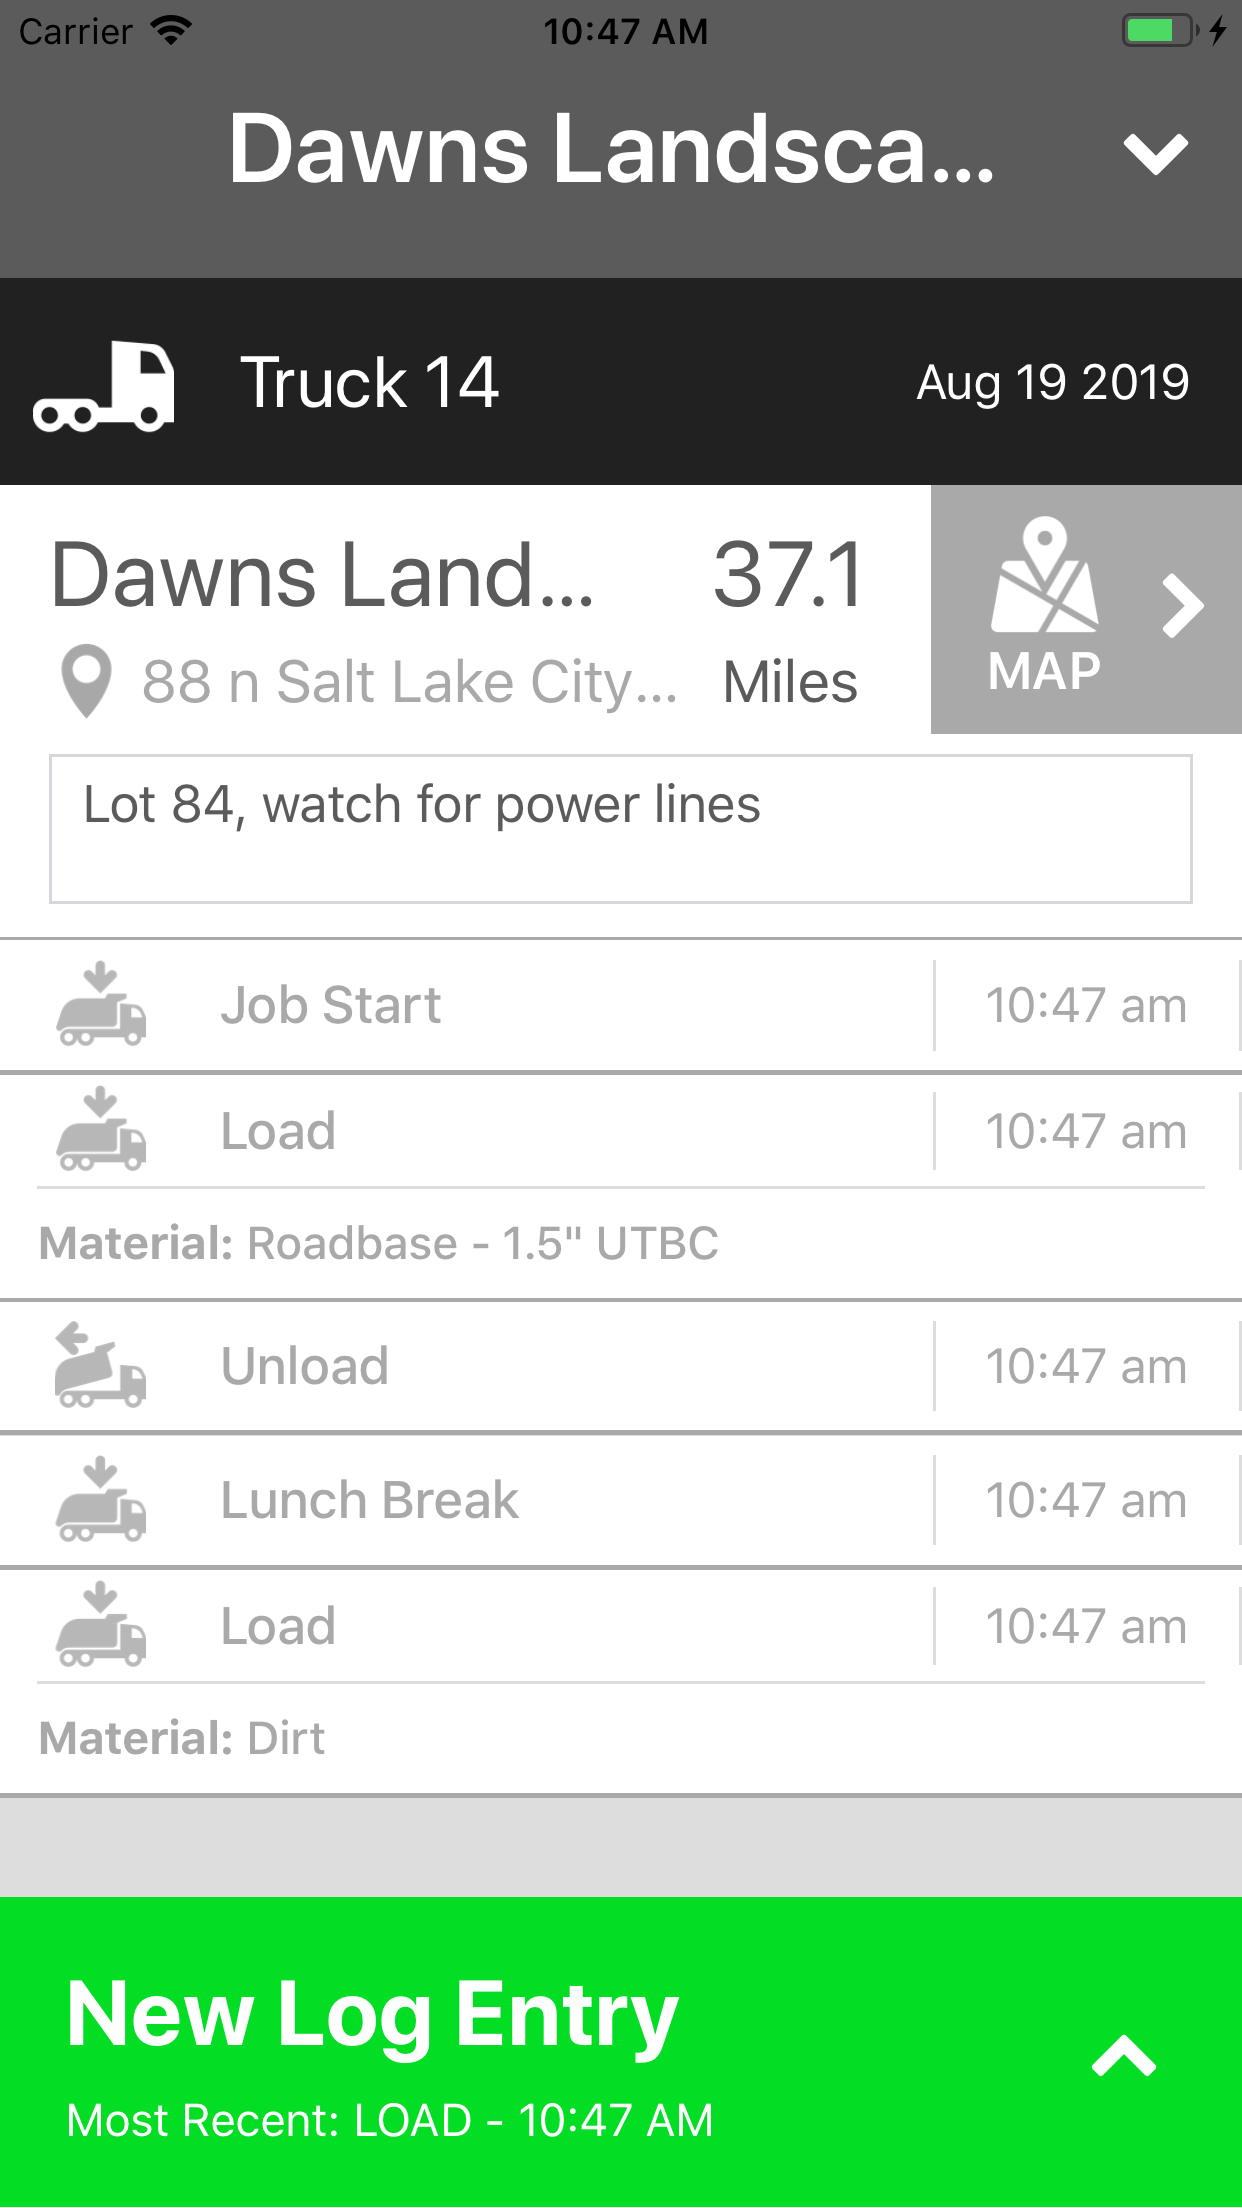 Carrier 10:47 AM
Dawns Landsca...
Truck 14 Aug 19 2019
Dawns Land... 37.1
88 n Salt Lake City... Miles
MAP
Lot 84, watch for power lines
Job Start 10:47 am
Load 10:47 am
Material: Roadbase - 1.5" UTBC
Unload 10:47 am
Lunch Break 10:47 am
Load 10:47 am
Material: Dirt
New Log Entry
Most Recent: LOAD - 10:47 AM